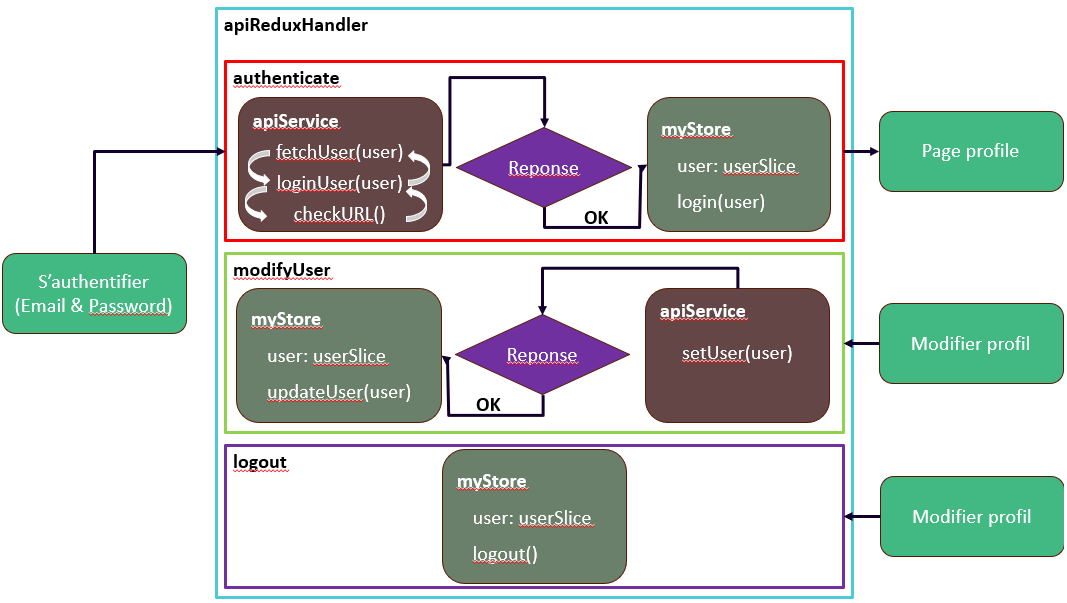 apiReduxHandler
authenticate
apiService
fetchUser(user)
loginUser(user)
checkURL()
Reponse
OK
myStore
user: userSlice
login(user)
Page profile
S’authentifier
(Email & Password)
modifyUser
myStore
user: userSlice
updateUser(user)
Reponse
OK
apiService
setUser(user)
Modifier profil
logout
myStore
user: userSlice
logout()
Modifier profil